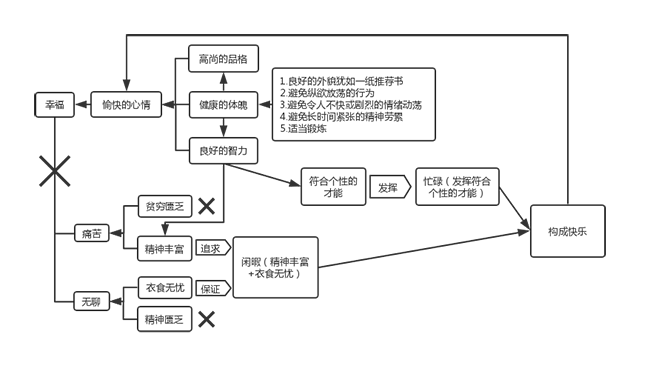 高尚的品格
幸福
愉快的心情
健康的体魄
1.良好的外貌犹如一纸推荐书
2.避免纵欲放荡的行为
3.避免令人不快或剧烈的情绪动荡
4.避免长时间紧张的精神劳累
5.适当锻炼
良好的智力
符合个性的
才能
发挥
忙碌（发挥符合
个性的才能）
贫穷匮乏
痛苦
精神丰富
追求
构成快乐
闲暇（精神丰富
+衣食无忧）
衣食无忧
保证
无聊
精神匮乏